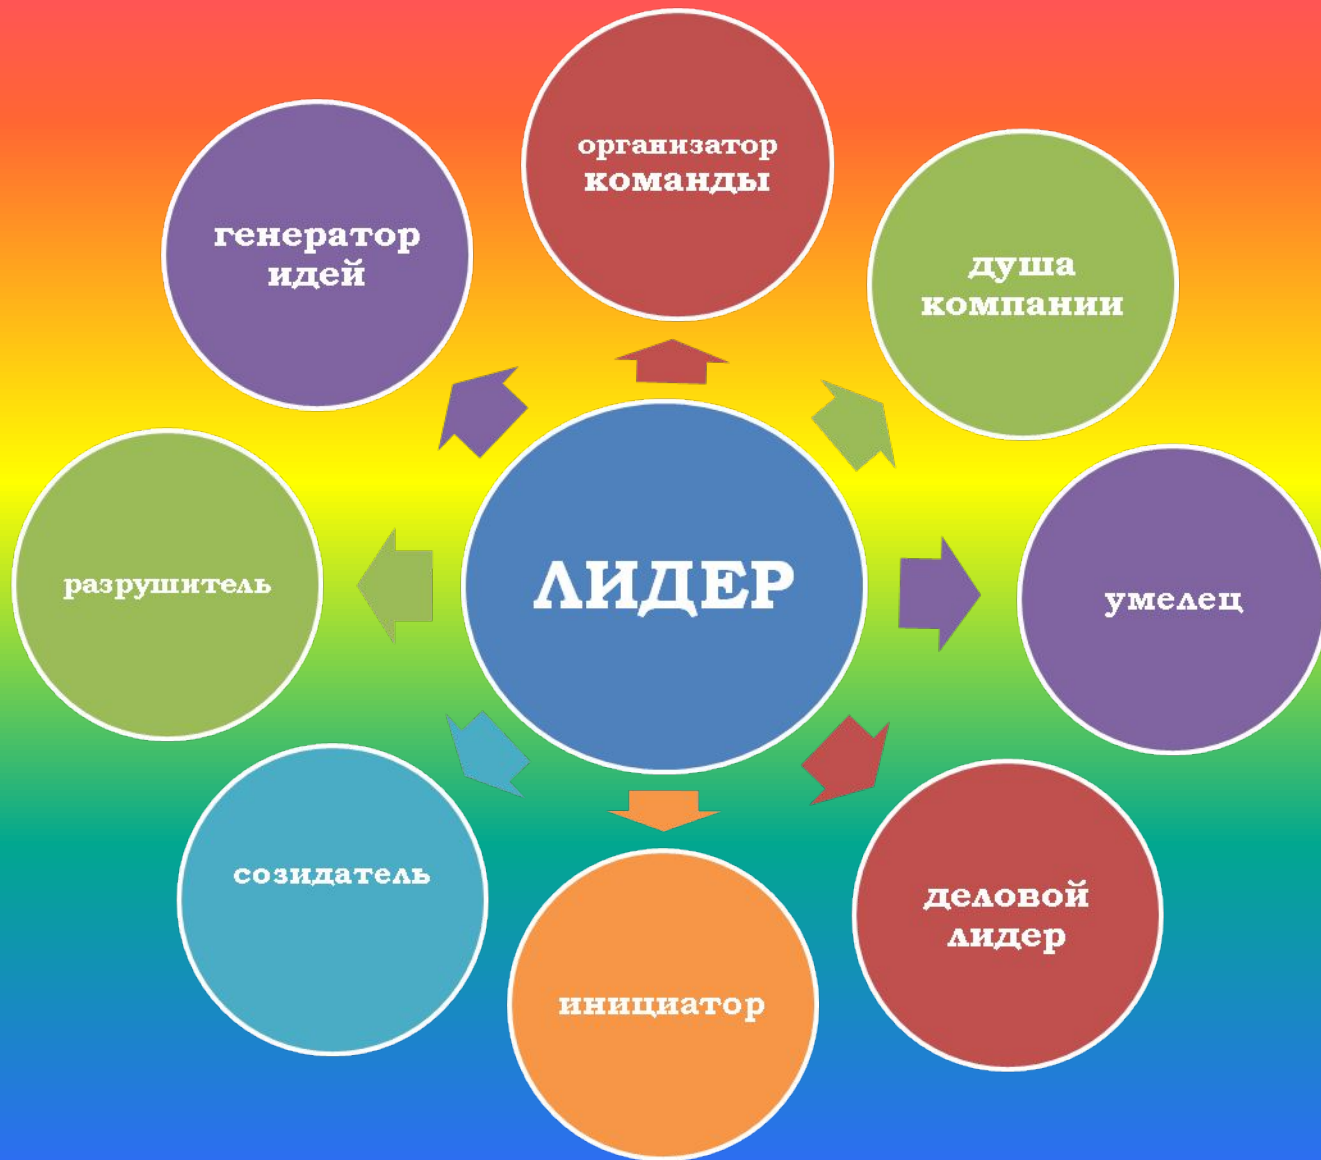 организатор
команды
генератор
идей
душа
компании
разрушитель
ЛИДЕР
умелец
созидатель
деловой
лидер
инициатор